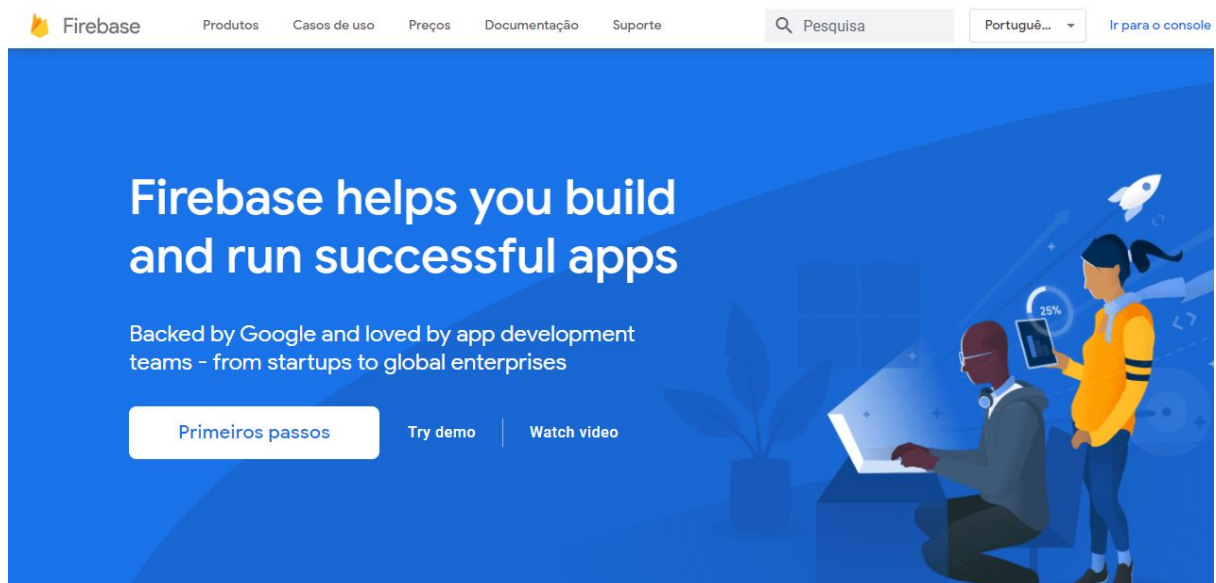 Firebase Produtos Casos de uso Preços Documentação Suporte Pesquisa Portuguê... Ir para o console
Firebase helps you build
and run successful apps
Backed by Google and loved by app development
teams - from startups to global enterprises
Primeiros passos Try demo Watch video
25%